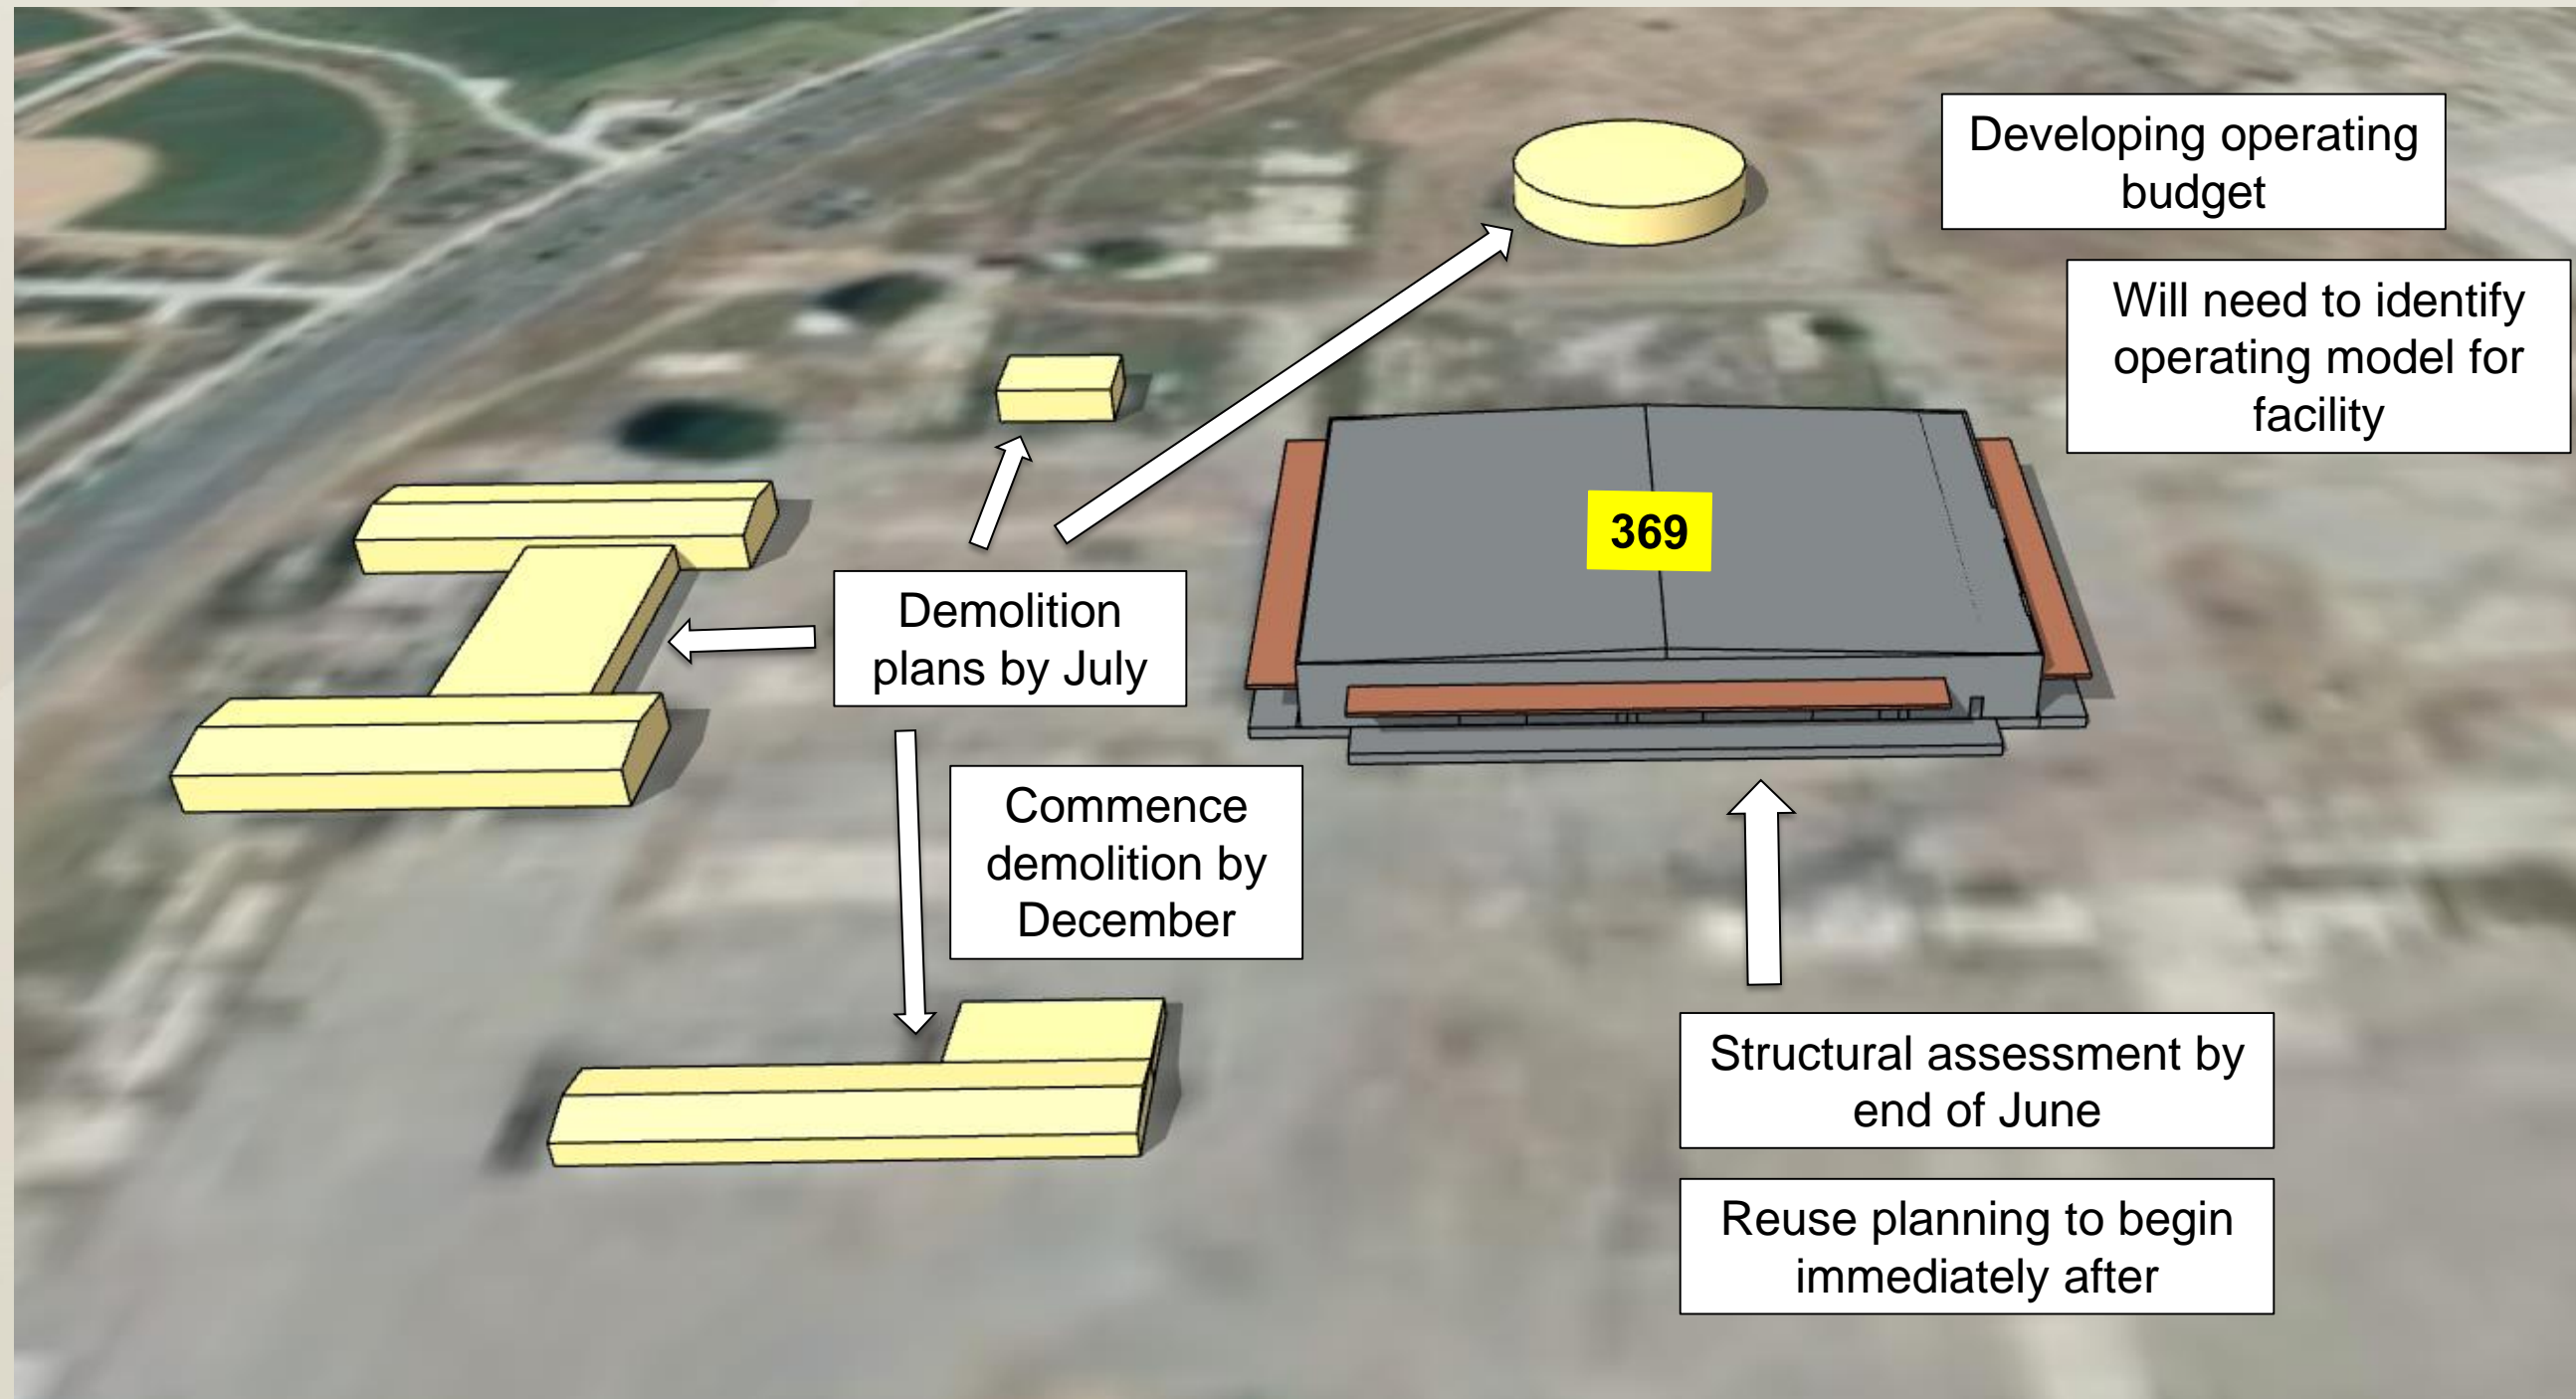 Developing operating
budget
Will need to identify
operating model for
facility
369
Demolition
plans by July
Commence
demolition by
December
Structural assessment by
end of June
Reuse planning to begin
immediately after